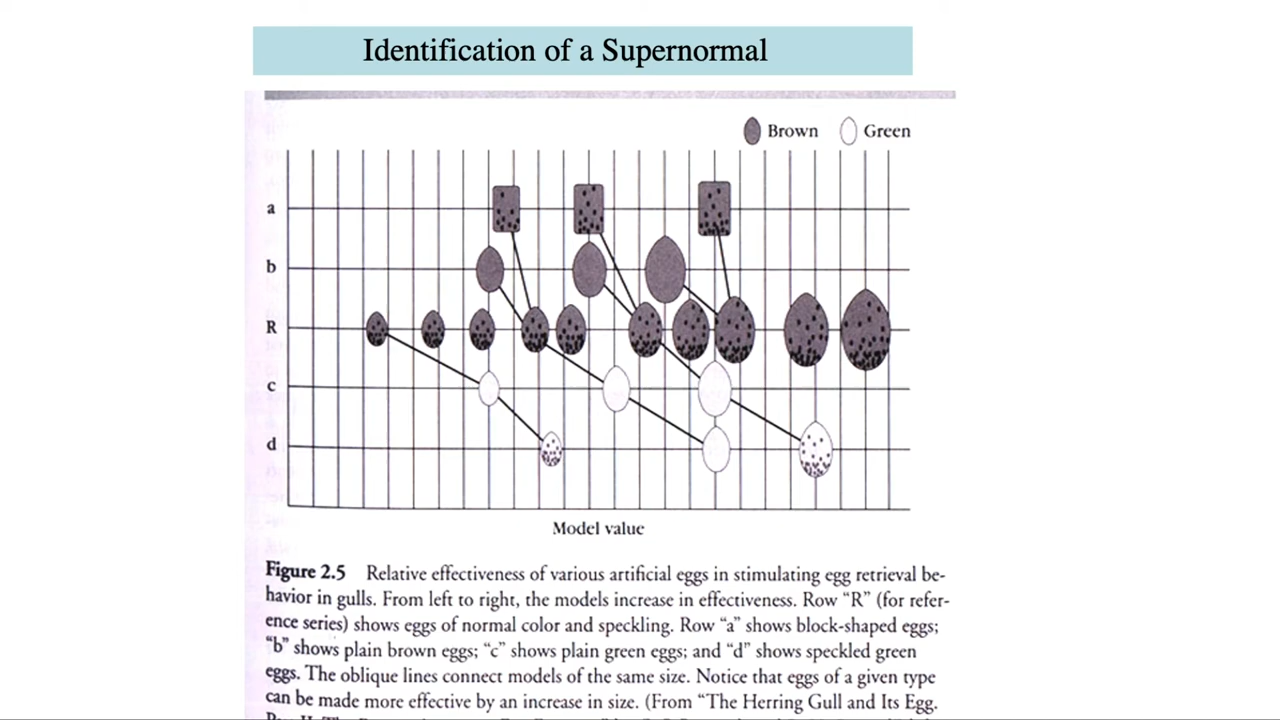 Identification of a Supernormal
Brown Green
a
b
R
c
d
Model value
Figure 2.5 Relative effectiveness of various artificial eggs in stimulating egg retrieval be-
havior in gulls. From left to right, the models increase in effectiveness. Row “R” (for refer-
ence series) shows eggs of normal color and speckling. Row “a” shows block-shaped eggs;
“b” shows plain brown eggs; “c” shows plain green eggs; and “d” shows speckled green
eggs. The oblique lines connect models of the same size. Notice that eggs of a given type
can be made more effective by an increase in size. (From “The Herring Gull and Its Egg.